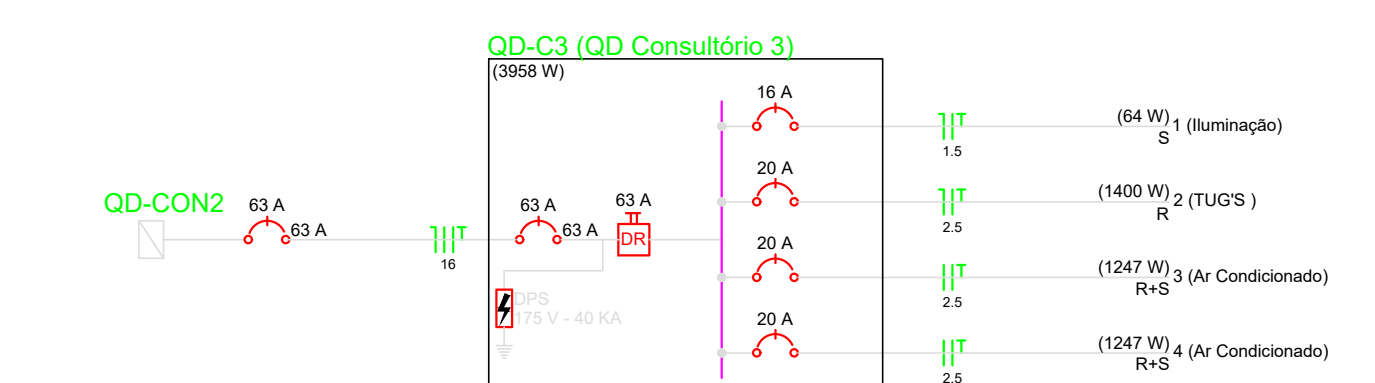 QD-C3 (QD Consultório 3)
(3958 W)
16 A
(64 W)
S
1 (Iluminação)
1.5
20 A
(1400 W)
R
2 (TUG'S )
2.5
QD-CON2
63 A
63 A
16
63 A
63 A
63 A
DR
20 A
(1247 W)
R+S
3 (Ar Condicionado)
2.5
DPS
175 V - 40 KA
20 A
(1247 W)
R+S
4 (Ar Condicionado)
2.5